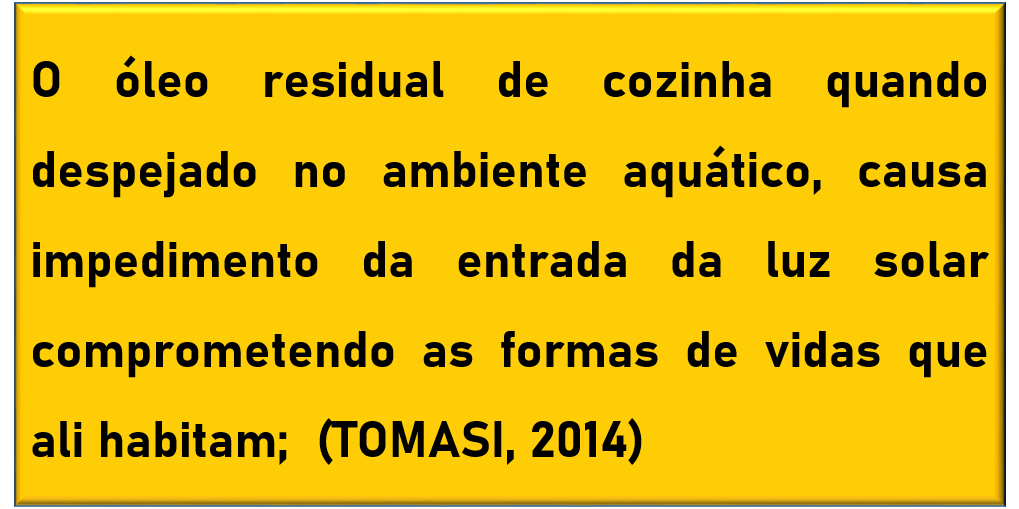 O óleo residual de cozinha quando
despejado no ambiente aquático, causa
impedimento da entrada da luz solar
comprometendo as formas de vidas que
ali habitam; (TOMASI, 2014)